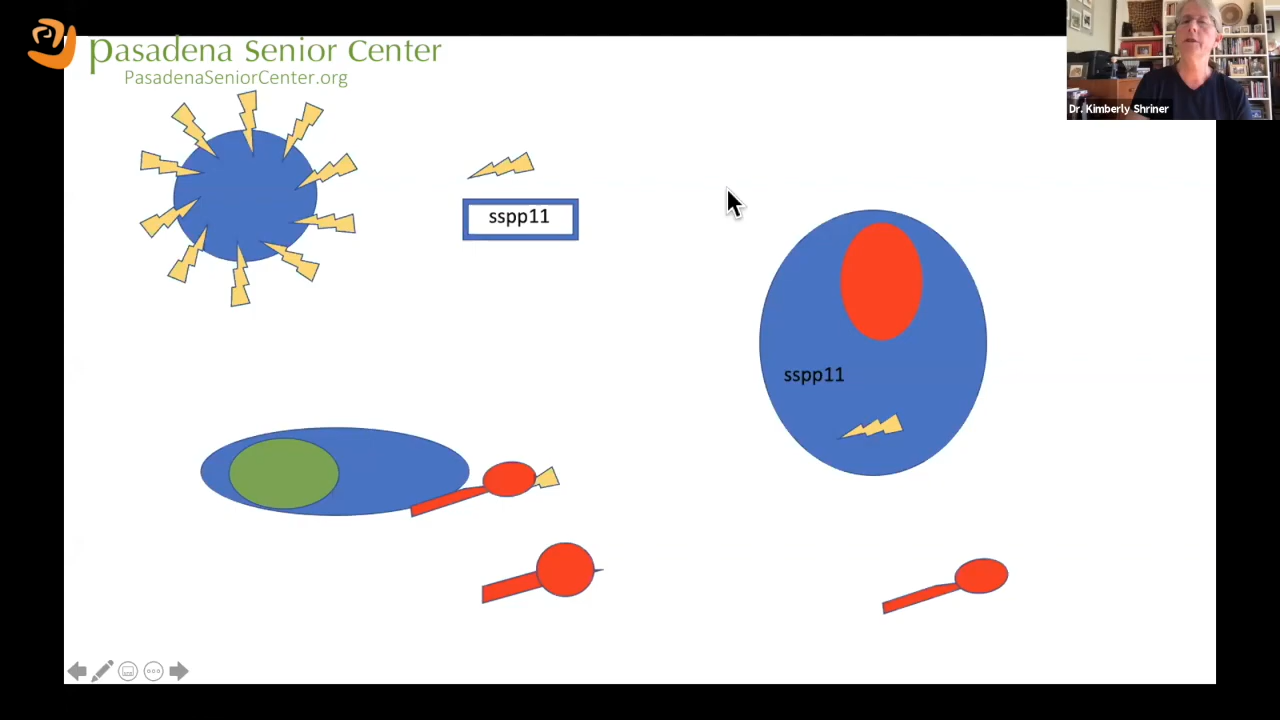 Pasadena Senior Center
PasadenaSeniorCenter.org
Dr. Kimberly Shriner
sspp11
sspp11